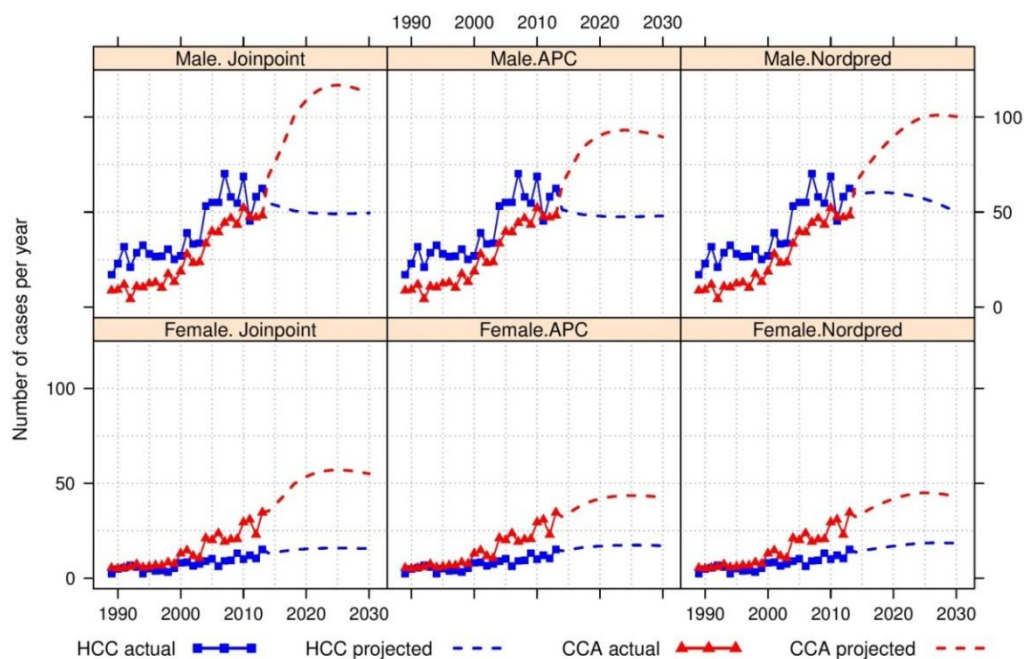 1990 2000 2010 2020 2030
Male. Joinpoint Male.APC Male.Nordpred
100
50
0
Number of cases per year
Female. Joinpoint Female.APC Female.Nordpred
100
50
0
1990 2000 2010 2020 2030 1990 2000 2010 2020 2030
HCC actual HCC projected CCA actual CCA projected